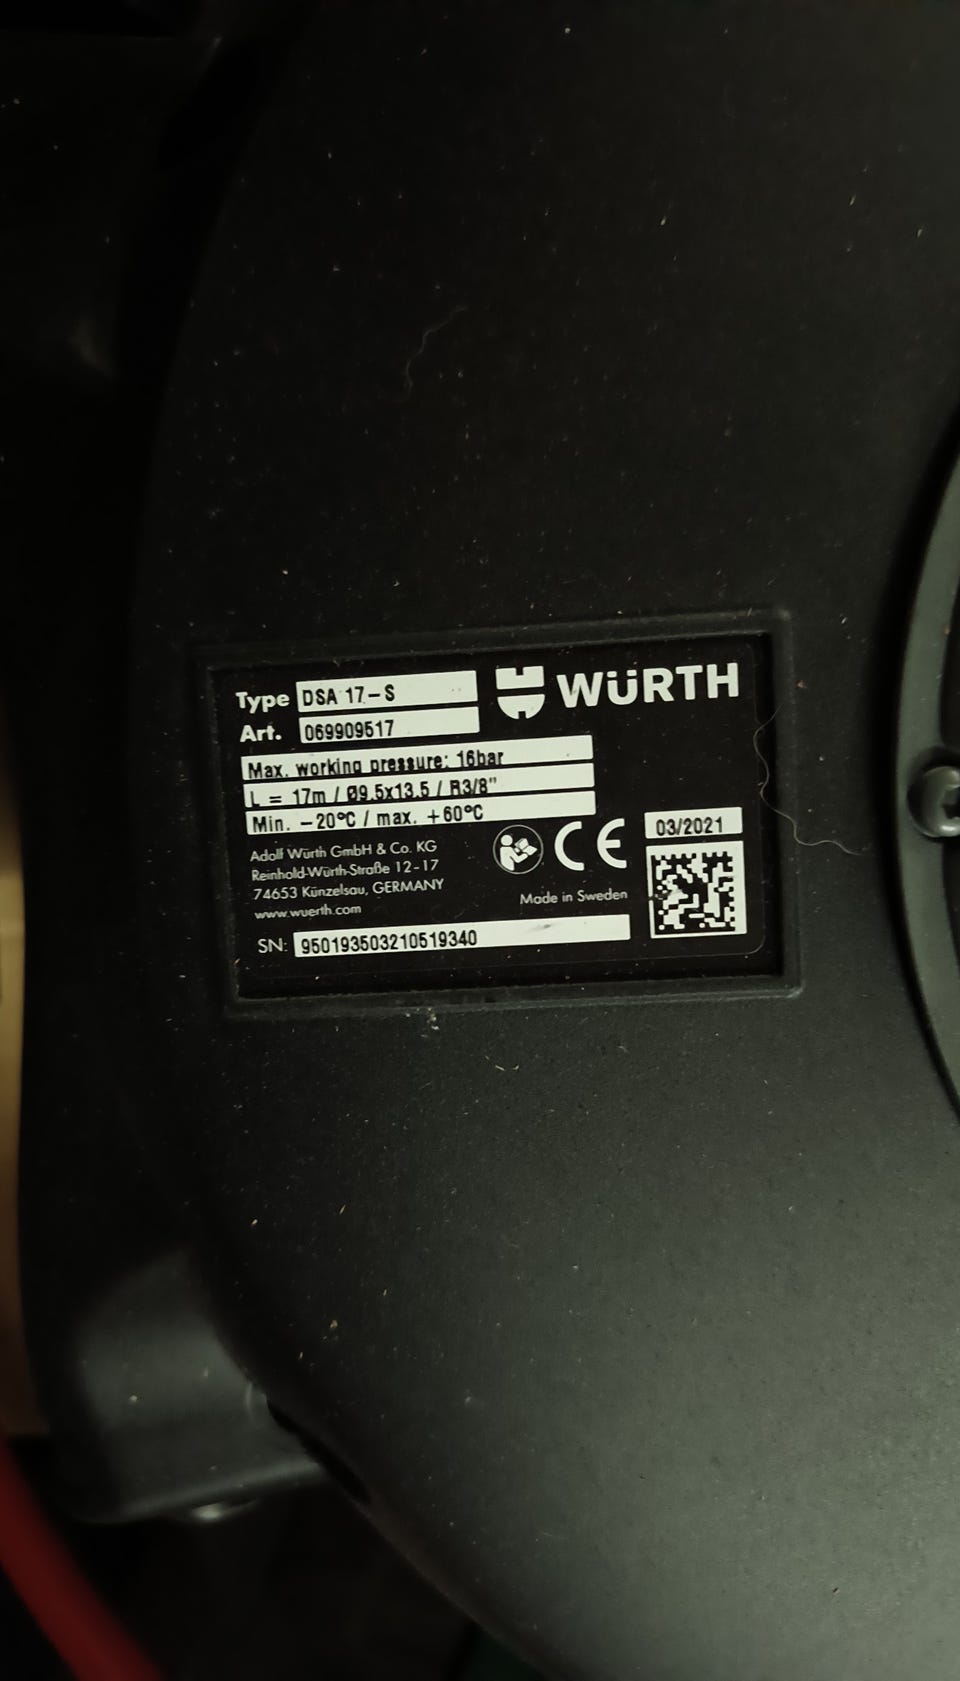 Type DSA 17-S
WÜRTH
Art. 069909517
Max. working pressure: 16bar
L = 17m / Ø9.5x13.5 / R3/8"
Min. -20°C / max. +60°C
Adolf Würth GmbH & Co. KG
Reinhold-Würth-Straße 12-17
74653 Künzelsau, GERMANY
www.wuerth.com
CE
03/2021
Made in Sweden
SN: 950193503210519340